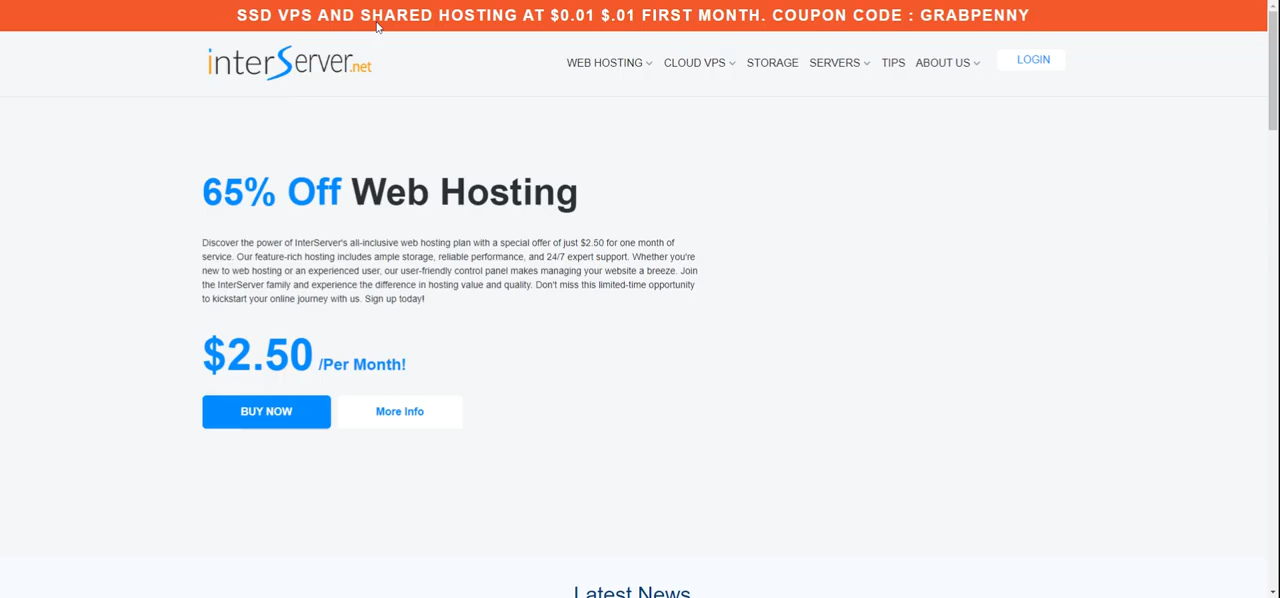 SSD VPS AND SHARED HOSTING AT $0.01 $.01 FIRST MONTH. COUPON CODE : GRABPENNY
interServer.net
WEB HOSTING CLOUD VPS STORAGE SERVERS TIPS ABOUT US LOGIN
65% Off Web Hosting
Discover the power of InterServer's all-inclusive web hosting plan with a special offer of just $2.50 for one month of
service. Our feature-rich hosting includes ample storage, reliable performance, and 24/7 expert support. Whether you're
new to web hosting or an experienced user, our user-friendly control panel makes managing your website a breeze. Join
the InterServer family and experience the difference in hosting value and quality. Don't miss this limited-time opportunity
to kickstart your online journey with us. Sign up today!
$2.50 /Per Month!
BUY NOW More Info
Latest News